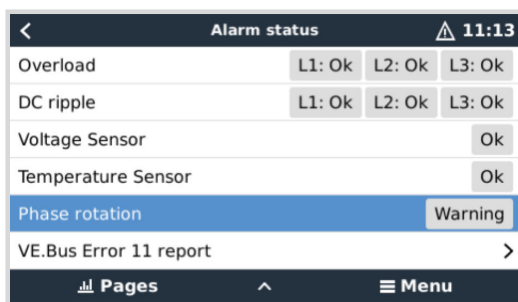 Alarm status 11:13
Overload L1: Ok L2: Ok L3: Ok
DC ripple L1: Ok L2: Ok L3: Ok
Voltage Sensor Ok
Temperature Sensor Ok
Phase rotation Warning
VE.Bus Error 11 report
Pages Menu